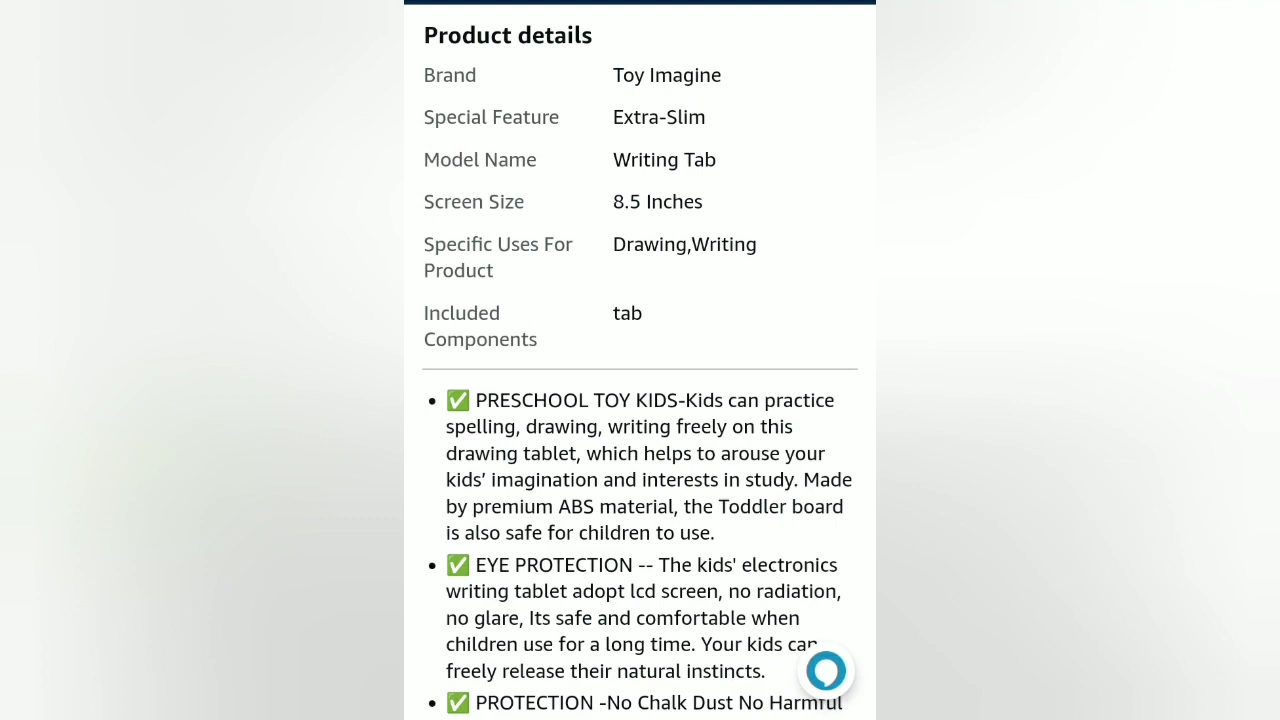 Product details
Brand Toy Imagine
Special Feature Extra-Slim
Model Name Writing Tab
Screen Size 8.5 Inches
Specific Uses For Drawing,Writing
Product
Included tab
Components
• ✅ PRESCHOOL TOY KIDS-Kids can practice
spelling, drawing, writing freely on this
drawing tablet, which helps to arouse your
kids’ imagination and interests in study. Made
by premium ABS material, the Toddler board
is also safe for children to use.
• ✅ EYE PROTECTION -- The kids' electronics
writing tablet adopt lcd screen, no radiation,
no glare, Its safe and comfortable when
children use for a long time. Your kids can
freely release their natural instincts.
• ✅ PROTECTION -No Chalk Dust No Harmful